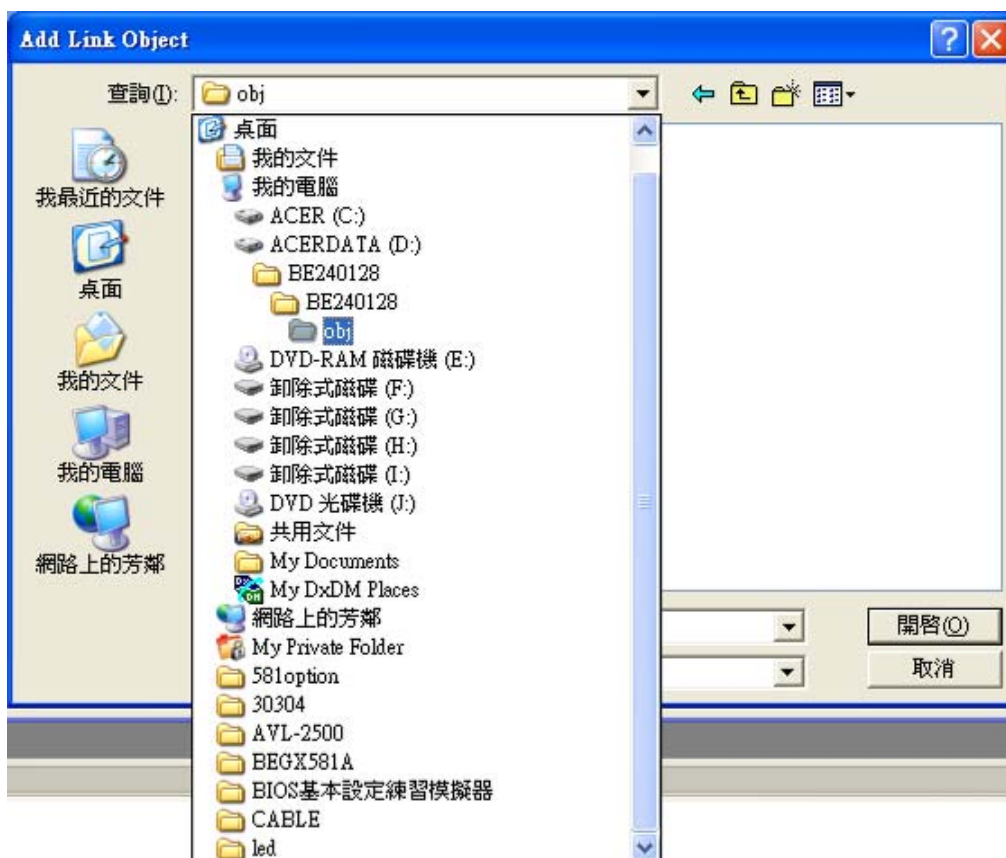 Add Link Object
查詢(I):
obj
我最近的文件
桌面
我的文件
我的電腦
網路上的芳鄰
桌面
我的文件
我的電腦
ACER (C:)
ACERDATA (D:)
BE240128
BE240128
obj
DVD-RAM 磁碟機 (E:)
卸除式磁碟 (F:)
卸除式磁碟 (G:)
卸除式磁碟 (H:)
卸除式磁碟 (I:)
DVD 光碟機 (J:)
共用文件
My Documents
My DxDM Places
網路上的芳鄰
My Private Folder
581option
30304
AVL-2500
BEGX581A
BIOS基本設定練習模擬器
CABLE
led
開啓(O)
取消